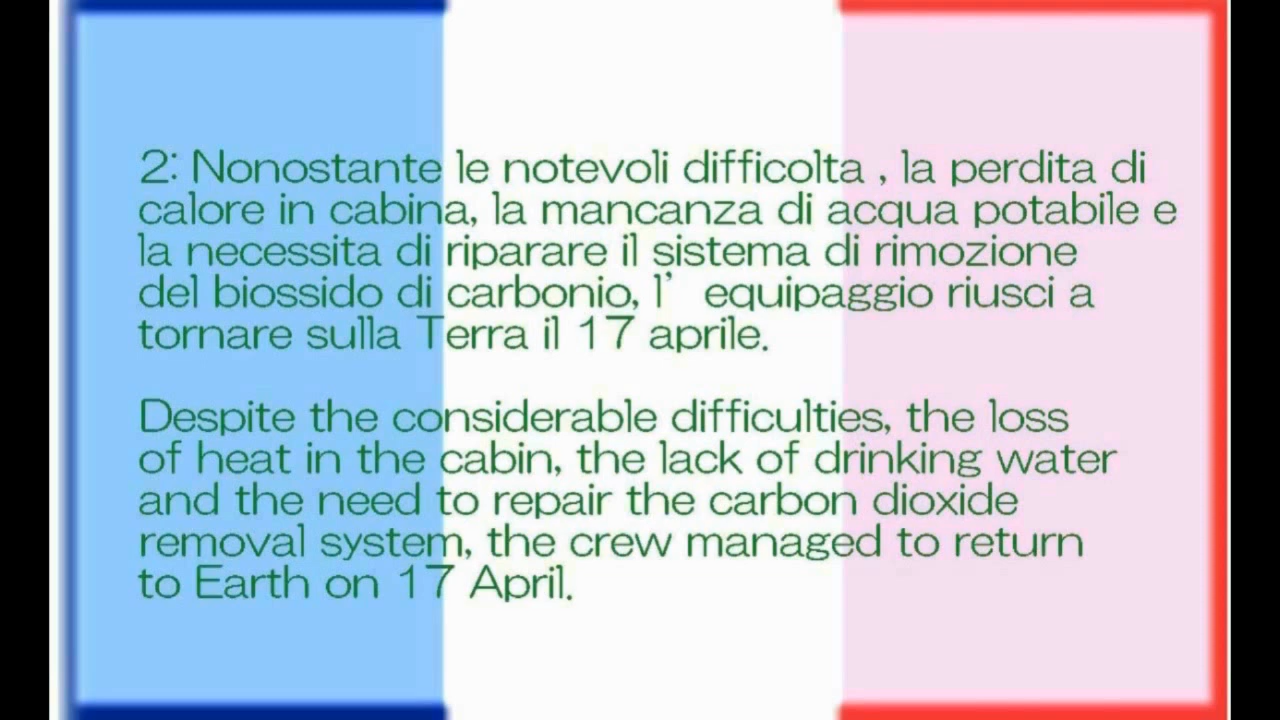 2: Nonostante le notevoli difficolta , la perdita di
calore in cabina, la mancanza di acqua potabile e
la necessita di riparare il sistema di rimozione
del biossido di carbonio, l’ equipaggio riusci a
tornare sulla Terra il 17 aprile.
Despite the considerable difficulties, the loss
of heat in the cabin, the lack of drinking water
and the need to repair the carbon dioxide
removal system, the crew managed to return
to Earth on 17 April.